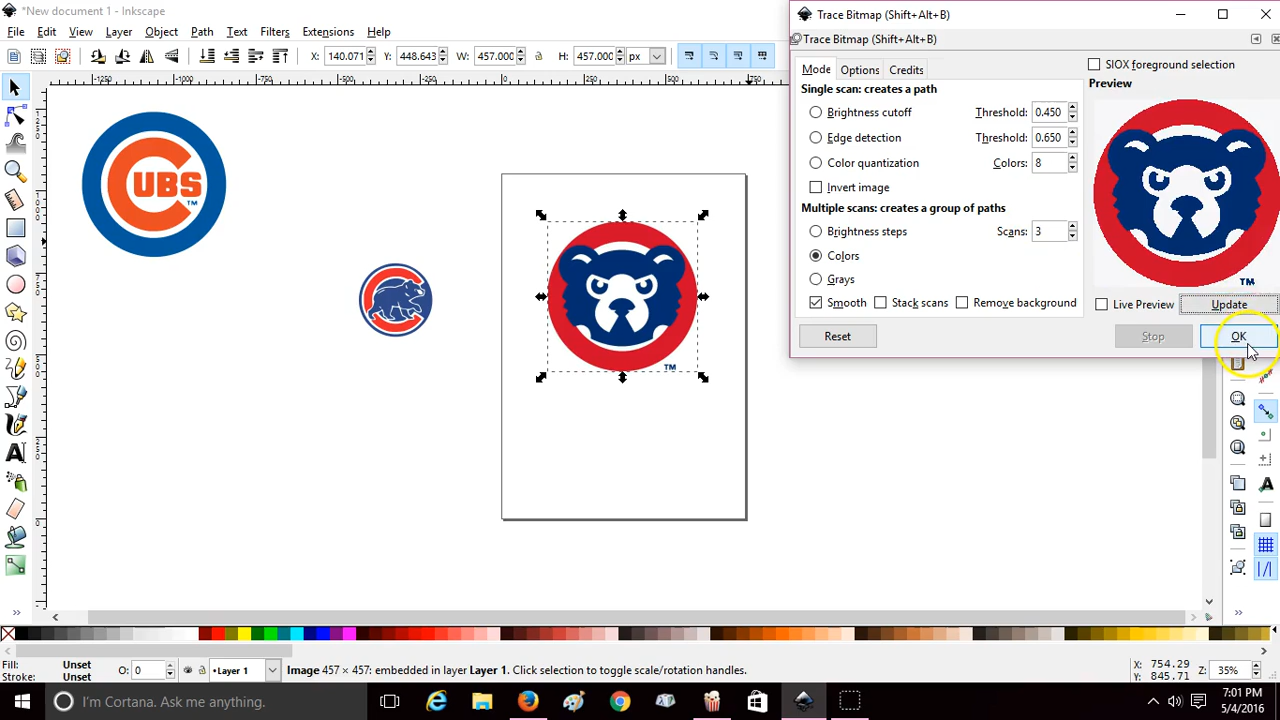 *New document 1 - Inkscape
File Edit View Layer Object Path Text Filters Extensions Help
X: 140.071 Y: 448.643 W: 457.000 H: 457.000 px
Trace Bitmap (Shift+Alt+B)
Trace Bitmap (Shift+Alt+B)
Mode Options Credits
SIOX foreground selection
Single scan: creates a path
Preview
Brightness cutoff Threshold: 0.450
Edge detection Threshold: 0.650
Color quantization Colors: 8
Invert image
Multiple scans: creates a group of paths
Brightness steps Scans: 3
Colors
Grays
Smooth Stack scans Remove background
Live Preview Update
Reset Stop OK
TM
CUBS
TM
C
TM
Fill: Unset
Stroke: Unset
O: 0
•Layer 1
Image 457 × 457: embedded in layer Layer 1. Click selection to toggle scale/rotation handles.
X: 754.29
Y: 845.71
Z: 35%
I'm Cortana. Ask me anything.
7:01 PM
5/4/2016